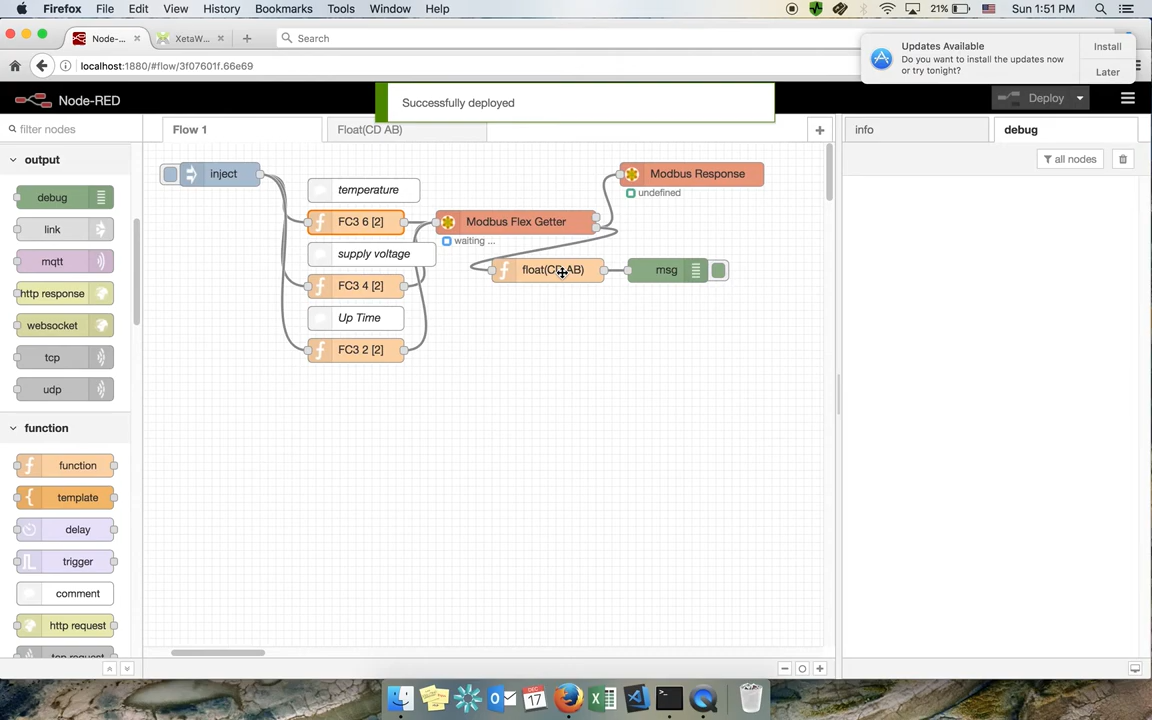 Firefox File Edit View History Bookmarks Tools Window Help 21% Sun 1:51 PM
Node-... XetaW... Search
localhost:1880/#flow/3f07601f.66e69
Updates Available
Do you want to install the updates now
or try tonight?
Install
Later
Node-RED
Successfully deployed
Deploy
filter nodes
Flow 1
Float(CD AB)
info
debug
all nodes
output
debug
link
mqtt
http response
websocket
tcp
udp
function
function
template
delay
trigger
comment
http request
inject
temperature
FC3 6 [2]
supply voltage
FC3 4 [2]
Up Time
FC3 2 [2]
Modbus Flex Getter
waiting ...
Modbus Response
undefined
msg
DEC
17